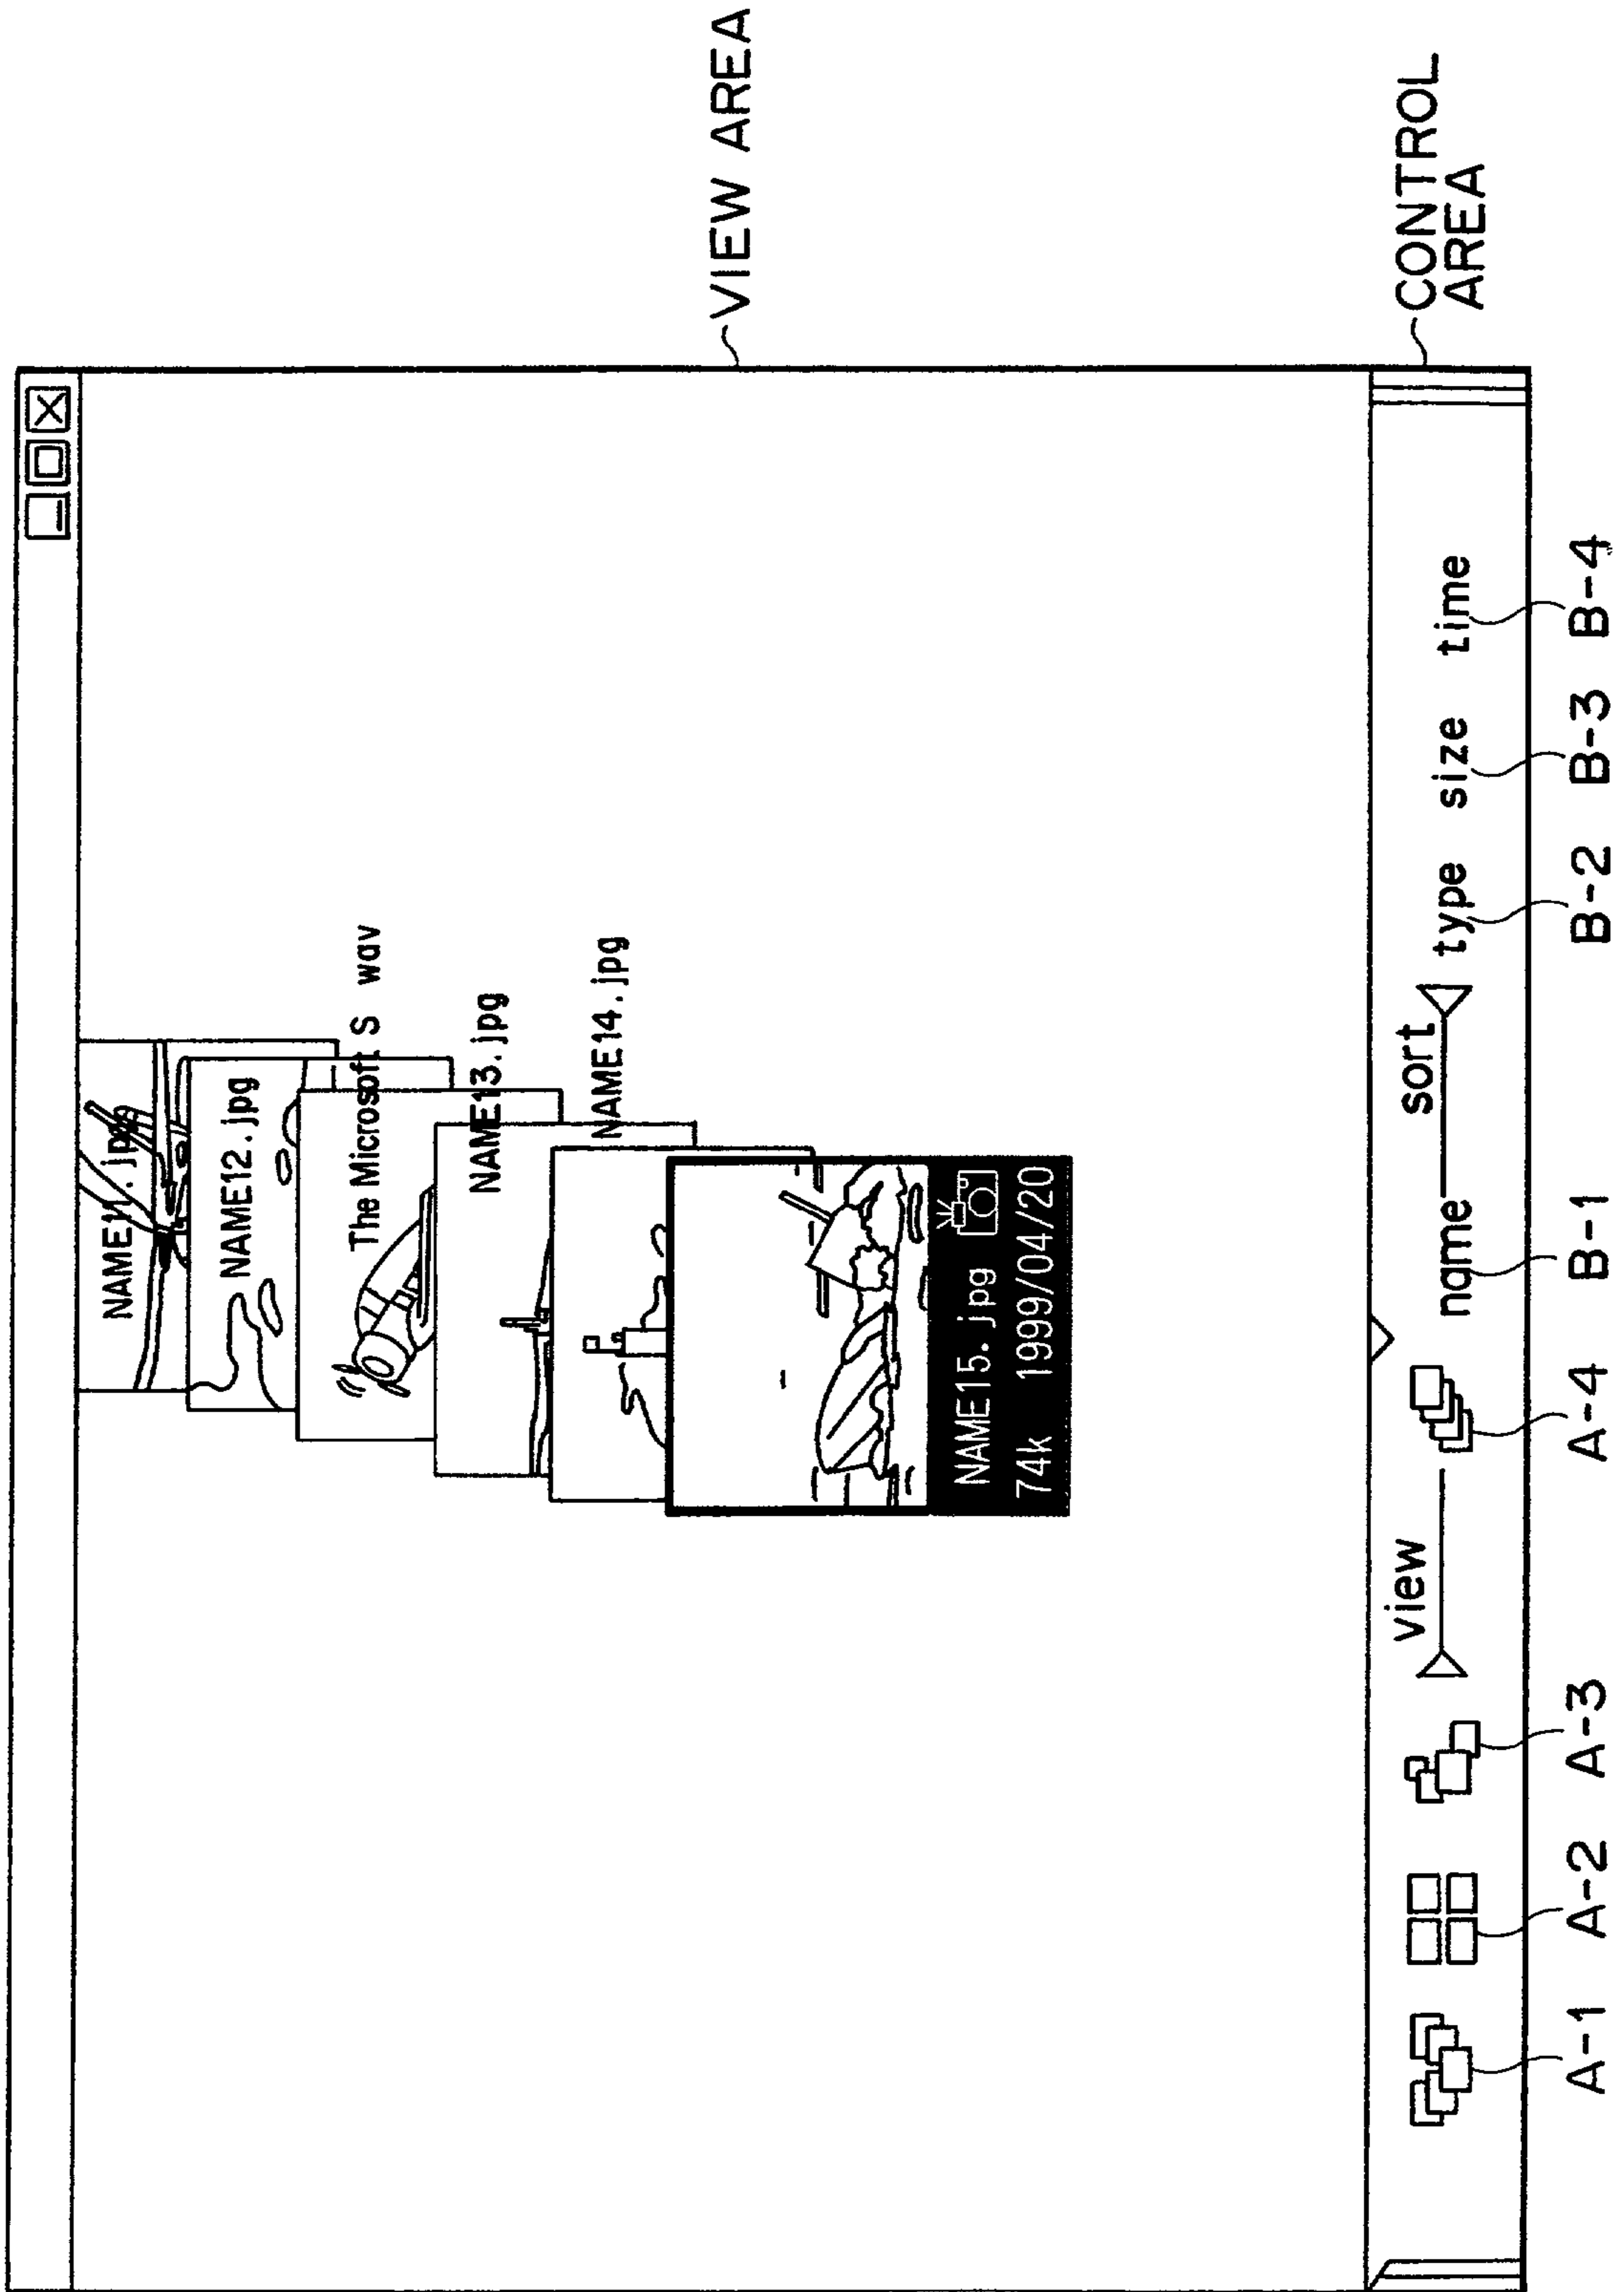 NAME11.jpg
NAME12.jpg
The Microsoft S wav
NAME13.jpg
NAME14.jpg
VIEW AREA
NAME15.jpg
74k 1999/04/20
view
sort
name
type size time
CONTROL
AREA
A-1 A-2 A-3 A-4 B-1 B-2 B-3 B-4